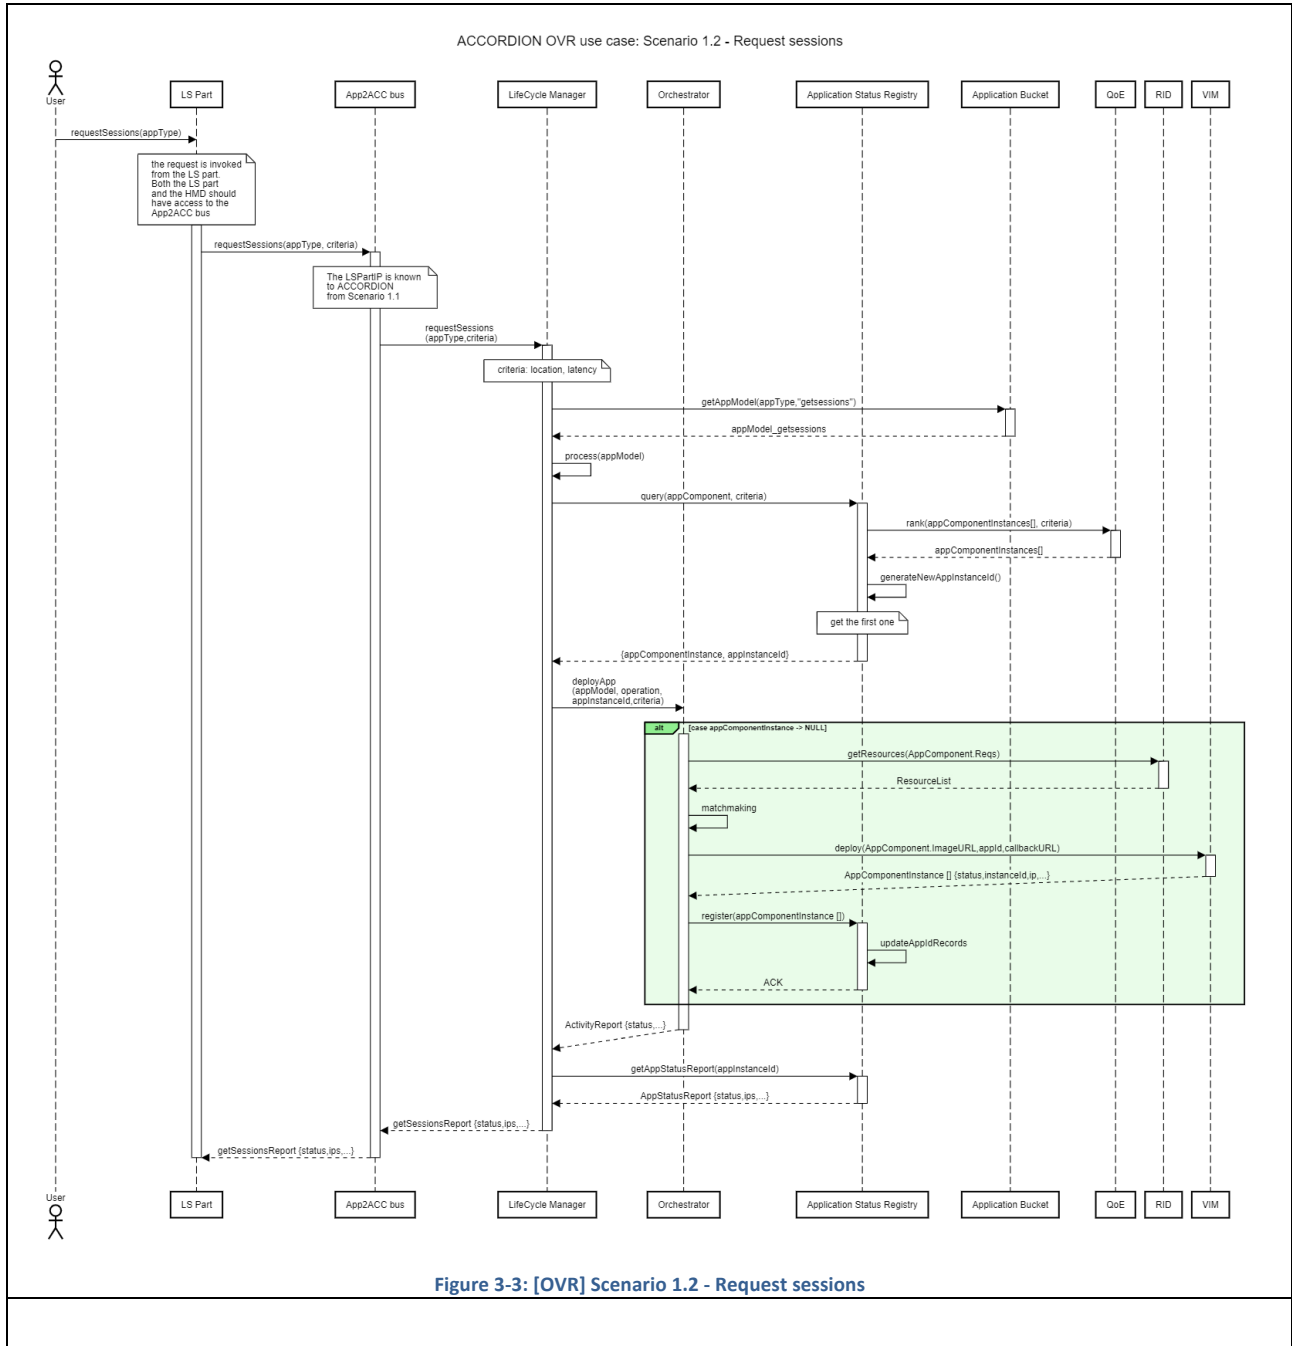 ACCORDION OVR use case: Scenario 1.2 - Request sessions
User
LS Part
App2ACC bus
LifeCycle Manager
Orchestrator
Application Status Registry
Application Bucket
QoE
RID
VIM
requestSessions(appType)
the request is invoked
from the LS part.
Both the LS part
and the HMD should
have access to the
App2ACC bus
requestSessions(appType, criteria)
The LSPartIP is known
to ACCORDION
from Scenario 1.1
requestSessions
(appType,criteria)
criteria: location, latency
getAppModel(appType,"getsessions")
appModel_getsessions
process(appModel)
query(appComponent, criteria)
rank(appComponentInstances[], criteria)
appComponentInstances[]
generateNewAppInstanceId()
get the first one
{appComponentInstance, appInstanceId}
deployApp
(appModel, operation,
appInstanceId,criteria)
alt
[case appComponentInstance -> NULL]
getResources(AppComponent.Reqs)
ResourceList
matchmaking
deploy(AppComponent.ImageURL,appId,callbackURL)
AppComponentInstance [] {status,instanceId,ip,...}
register(appComponentInstance [])
updateAppIdRecords
ACK
ActivityReport {status,...}
getAppStatusReport(appInstanceId)
AppStatusReport {status,ips,...}
getSessionsReport {status,ips,...}
getSessionsReport {status,ips,...}
User
LS Part
App2ACC bus
LifeCycle Manager
Orchestrator
Application Status Registry
Application Bucket
QoE
RID
VIM
Figure 3-3: [OVR] Scenario 1.2 - Request sessions